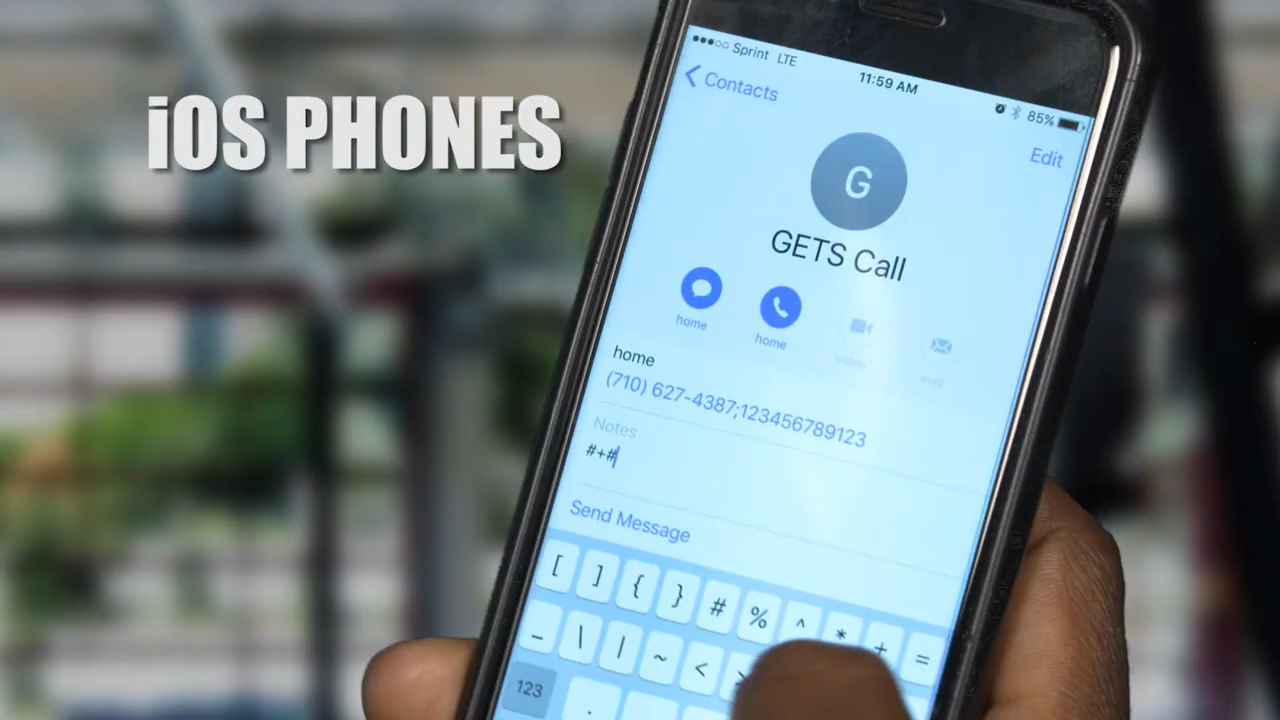 iOS PHONES
Sprint LTE
11:59 AM
85%
Contacts
Edit
G
GETS Call
home
home
video
mail
home
(710) 627-4387;123456789123
Notes
#+#
Send Message
[ ] { } # % ^ * + =
_ \ | ~ < >
123
.